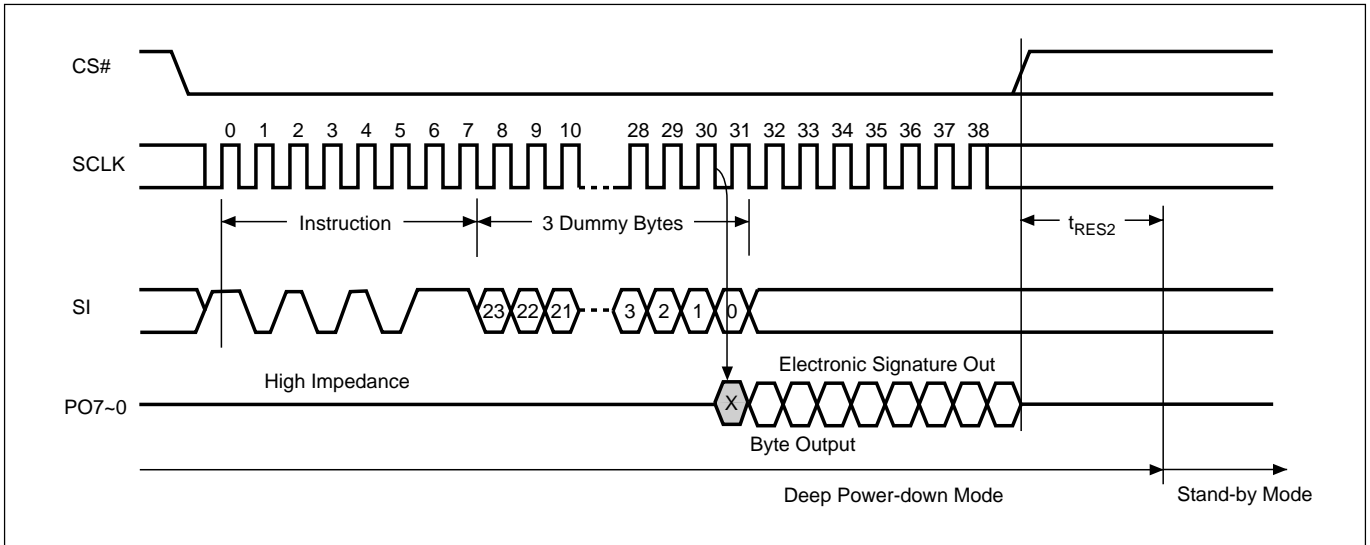 CS#
0 1 2 3 4 5 6 7 8 9 10 28 29 30 31 32 33 34 35 36 37 38
SCLK
Instruction 3 Dummy Bytes tRES2
SI
23 22 21 3 2 1 0
High Impedance Electronic Signature Out
PO7~0 X
Byte Output
Deep Power-down Mode Stand-by Mode